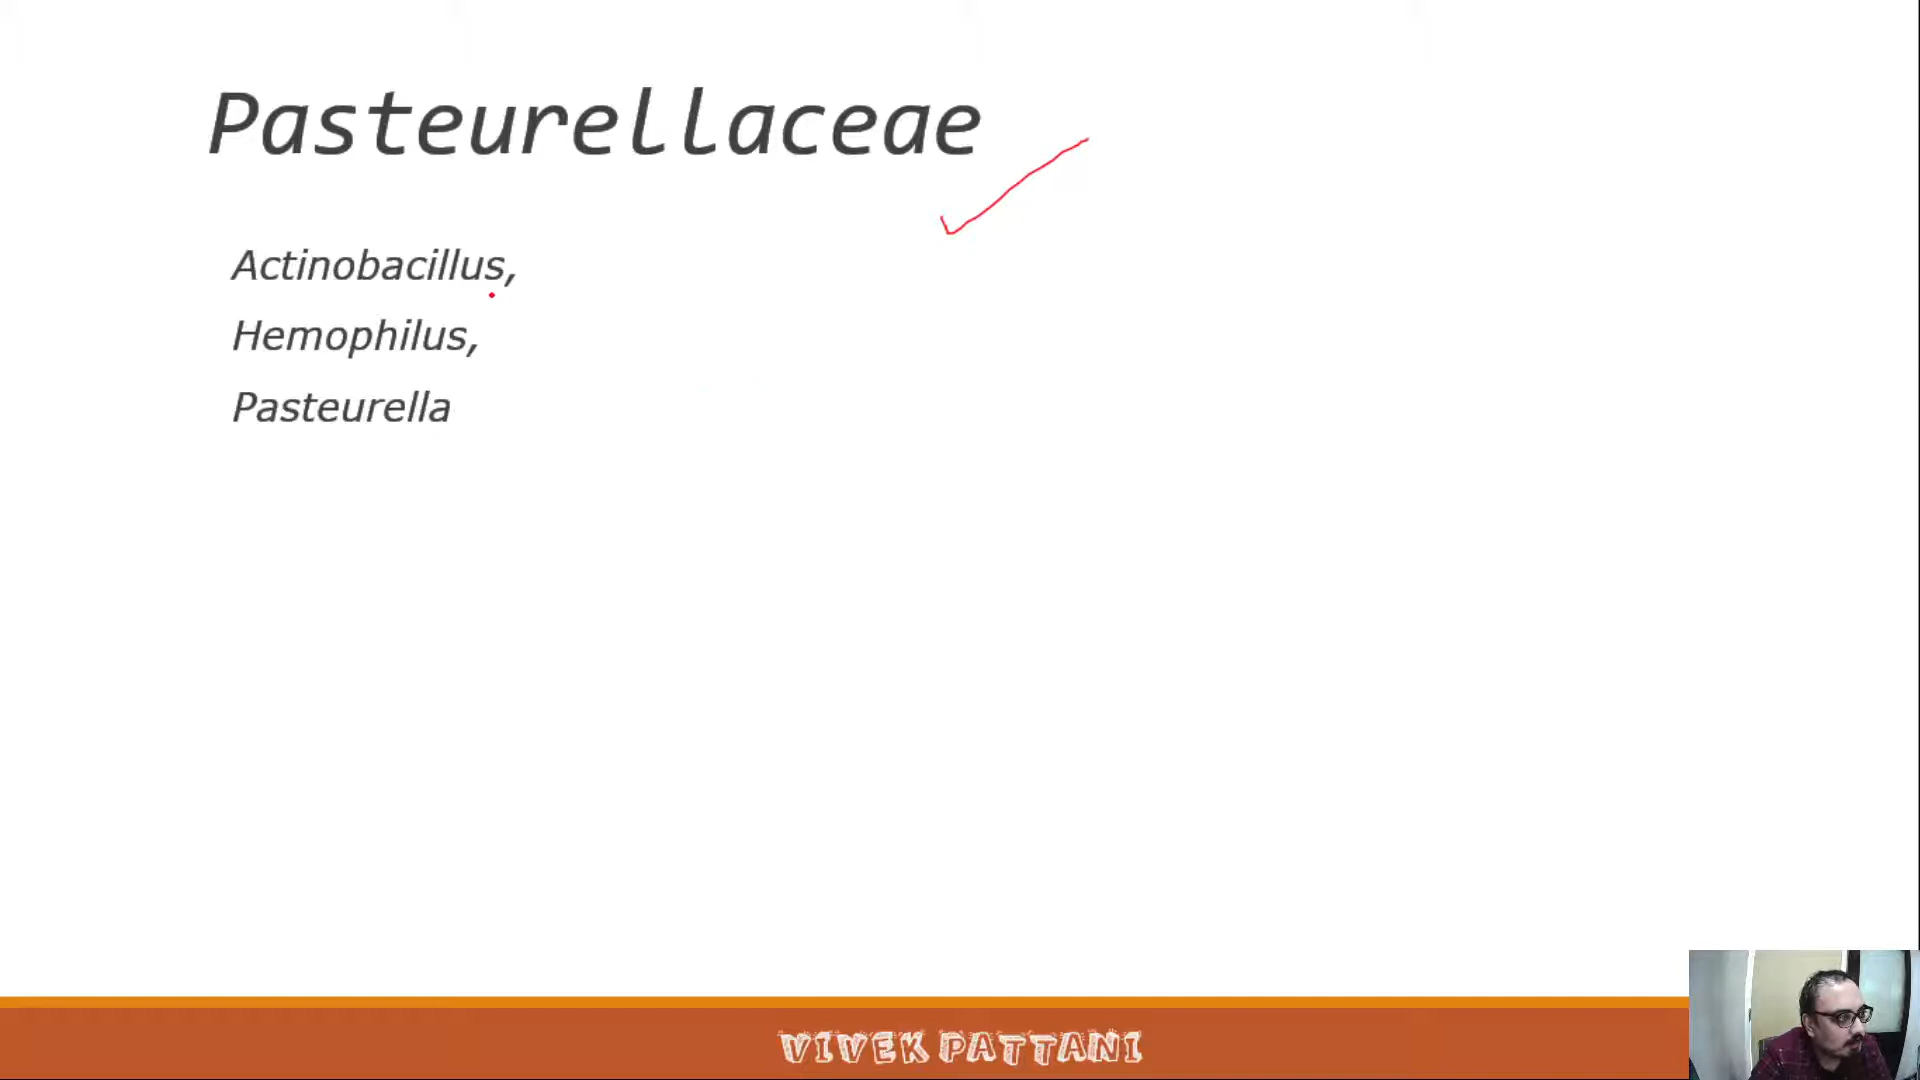 Pasteurellaceae
Actinobacillus,
Hemophilus,
Pasteurella
VIVEK PATTANI